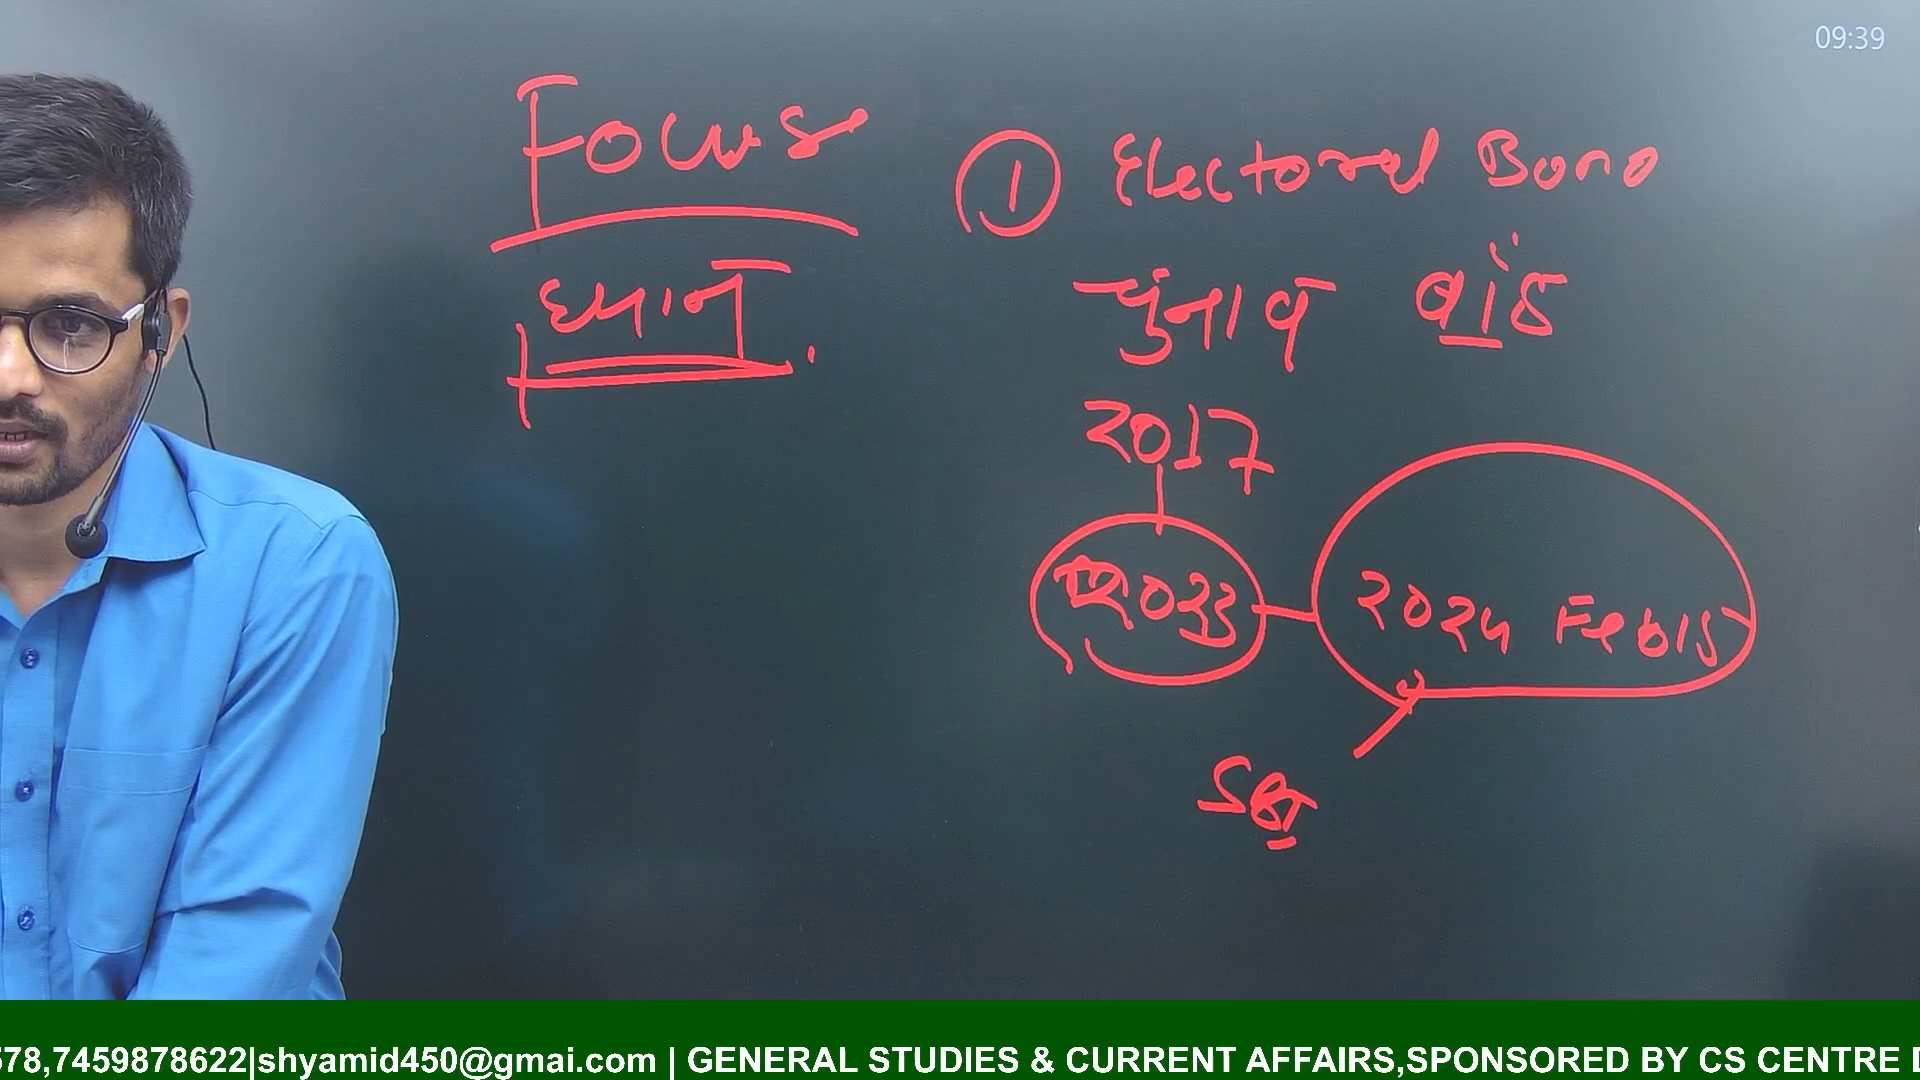 09:39
Focus
ध्यान
① Electoral Bond
चुनाव बांड
2017
2023
2024 Feb 15
578,7459878622|shyamid450@gmai.com | GENERAL STUDIES & CURRENT AFFAIRS,SPONSORED BY CS CENTRE D